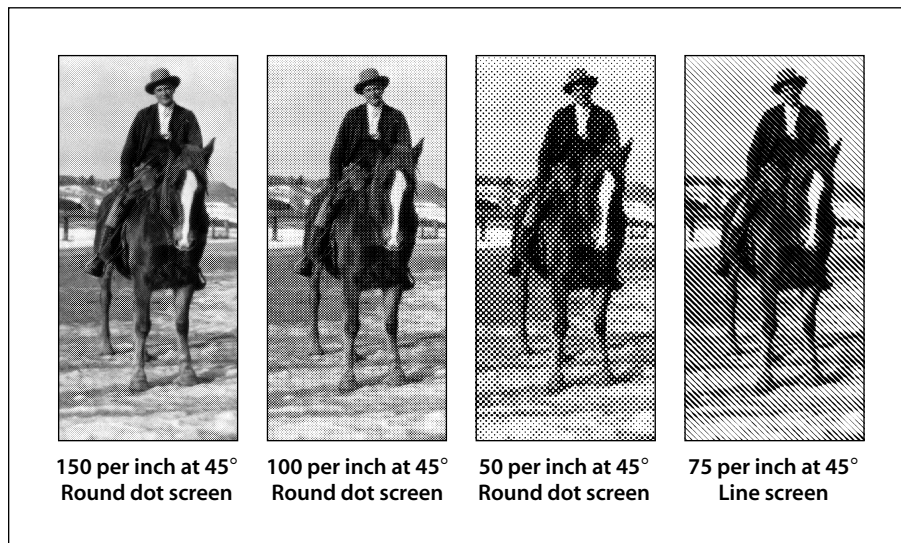 150 per inch at 45°
Round dot screen
100 per inch at 45°
Round dot screen
50 per inch at 45°
Round dot screen
75 per inch at 45°
Line screen